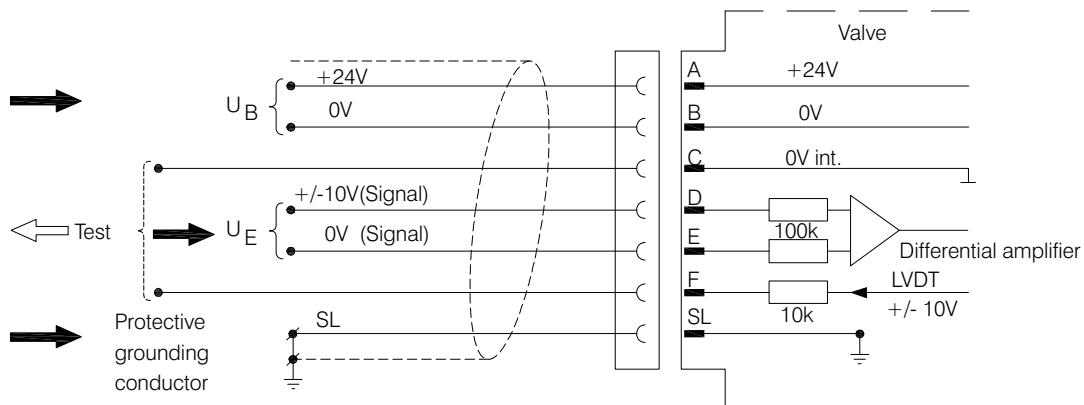 Valve
+24V
A
+24V
U B
0V
B
0V
C
0V int.
+/-10V(Signal)
D
Test
U E
0V (Signal)
100k
E
Differential amplifier
F
LVDT
+/- 10V
10k
Protective
grounding
conductor
SL
SL